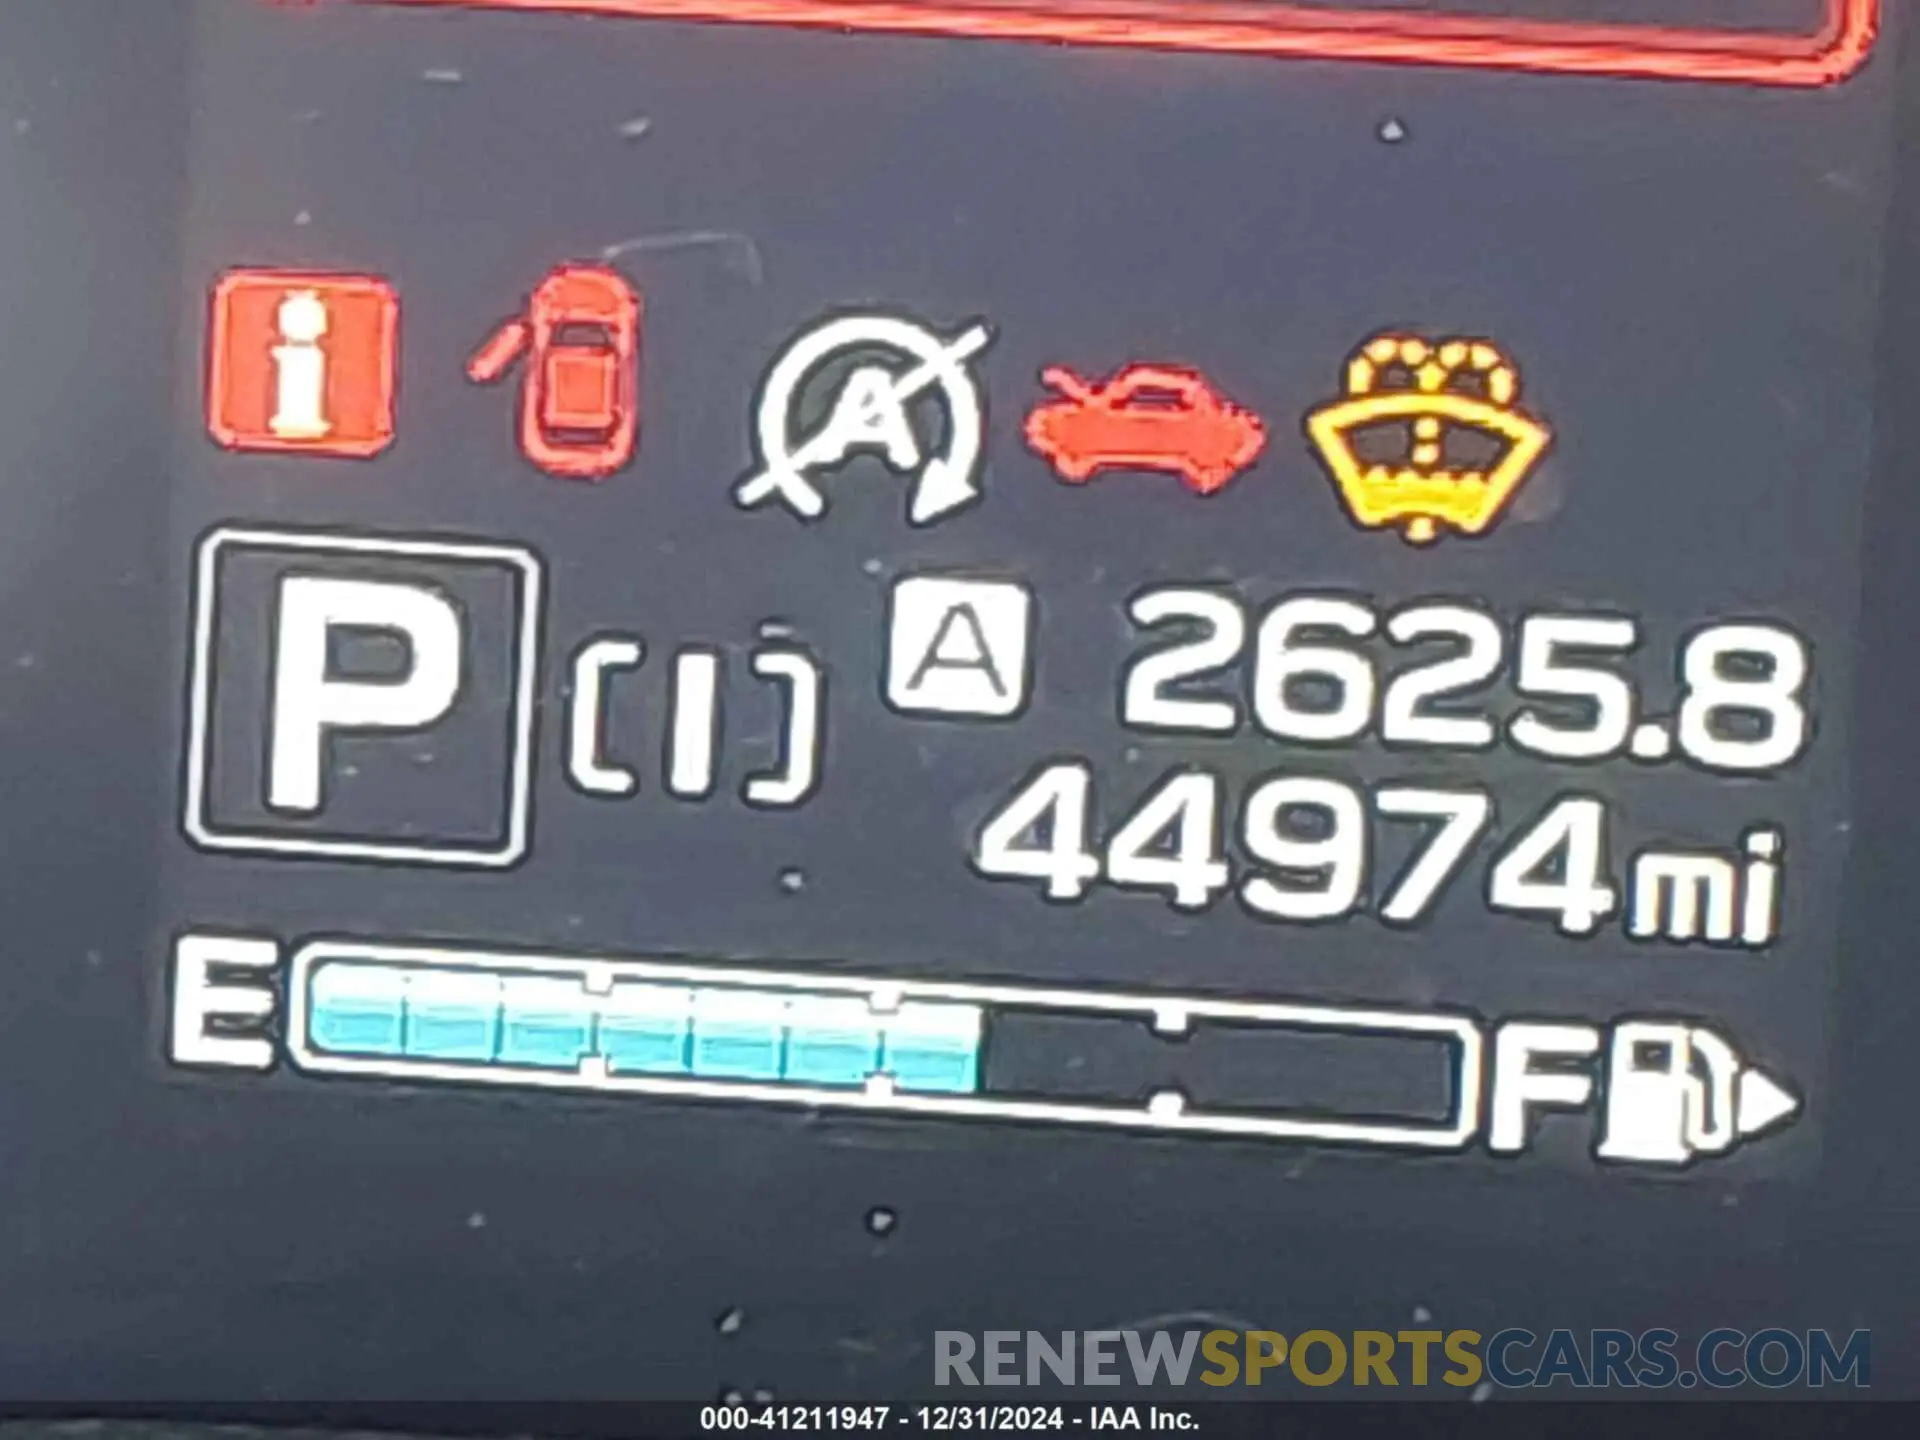 i
A
P [I] A 2625.8
44974mi
E F
RENEWSPORTSCARS.COM
000-41211947 - 12/31/2024 - IAA Inc.